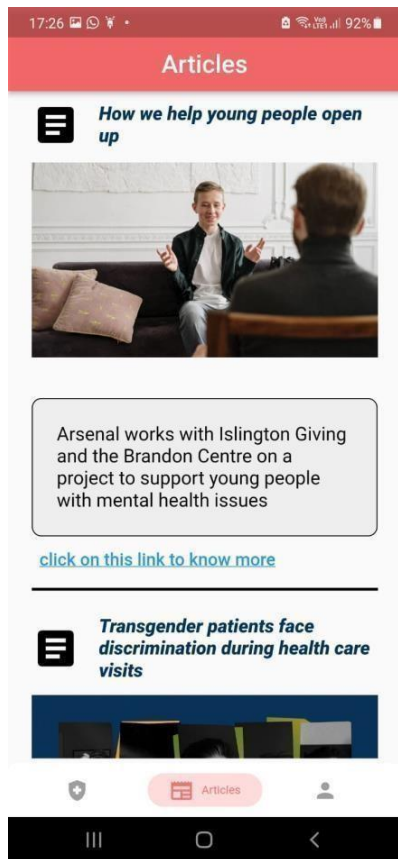 17:26
92%
Articles
How we help young people open
up
Arsenal works with Islington Giving
and the Brandon Centre on a
project to support young people
with mental health issues
click on this link to know more
Transgender patients face
discrimination during health care
visits
Articles